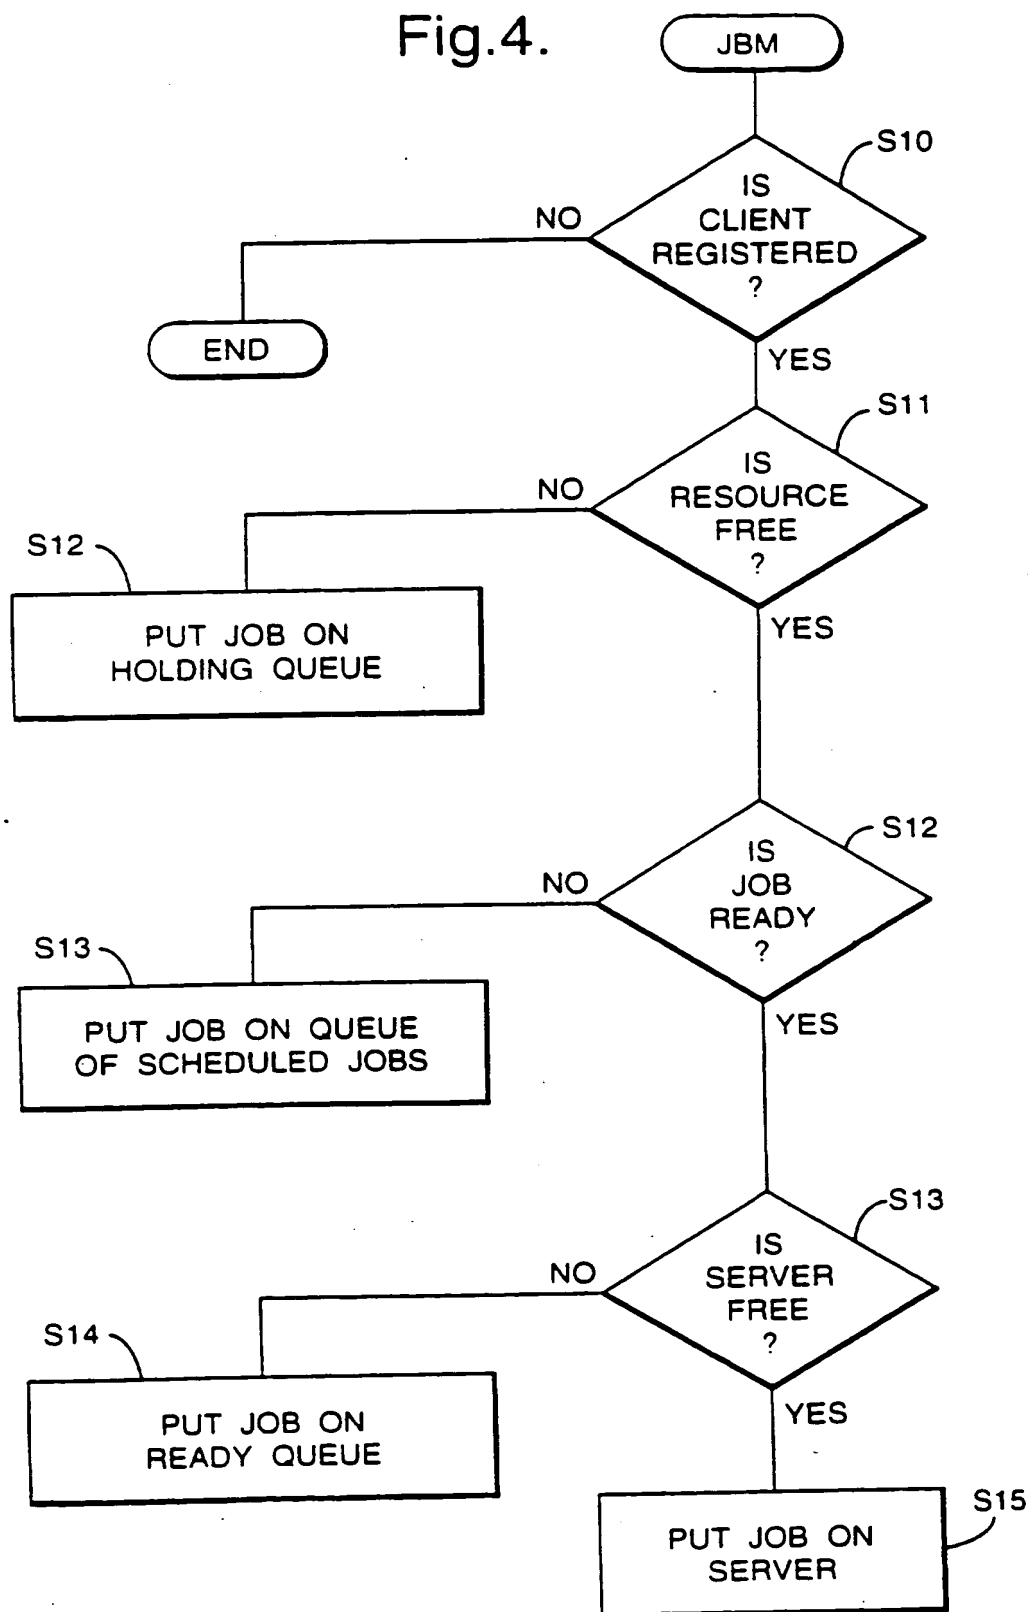 Fig.4.
JBM
S10
IS
CLIENT
REGISTERED
?
NO
YES
END
S11
IS
RESOURCE
FREE
?
NO
YES
S12
PUT JOB ON
HOLDING QUEUE
S12
IS
JOB
READY
?
NO
YES
S13
PUT JOB ON QUEUE
OF SCHEDULED JOBS
S13
IS
SERVER
FREE
?
NO
YES
S14
PUT JOB ON
READY QUEUE
S15
PUT JOB ON
SERVER